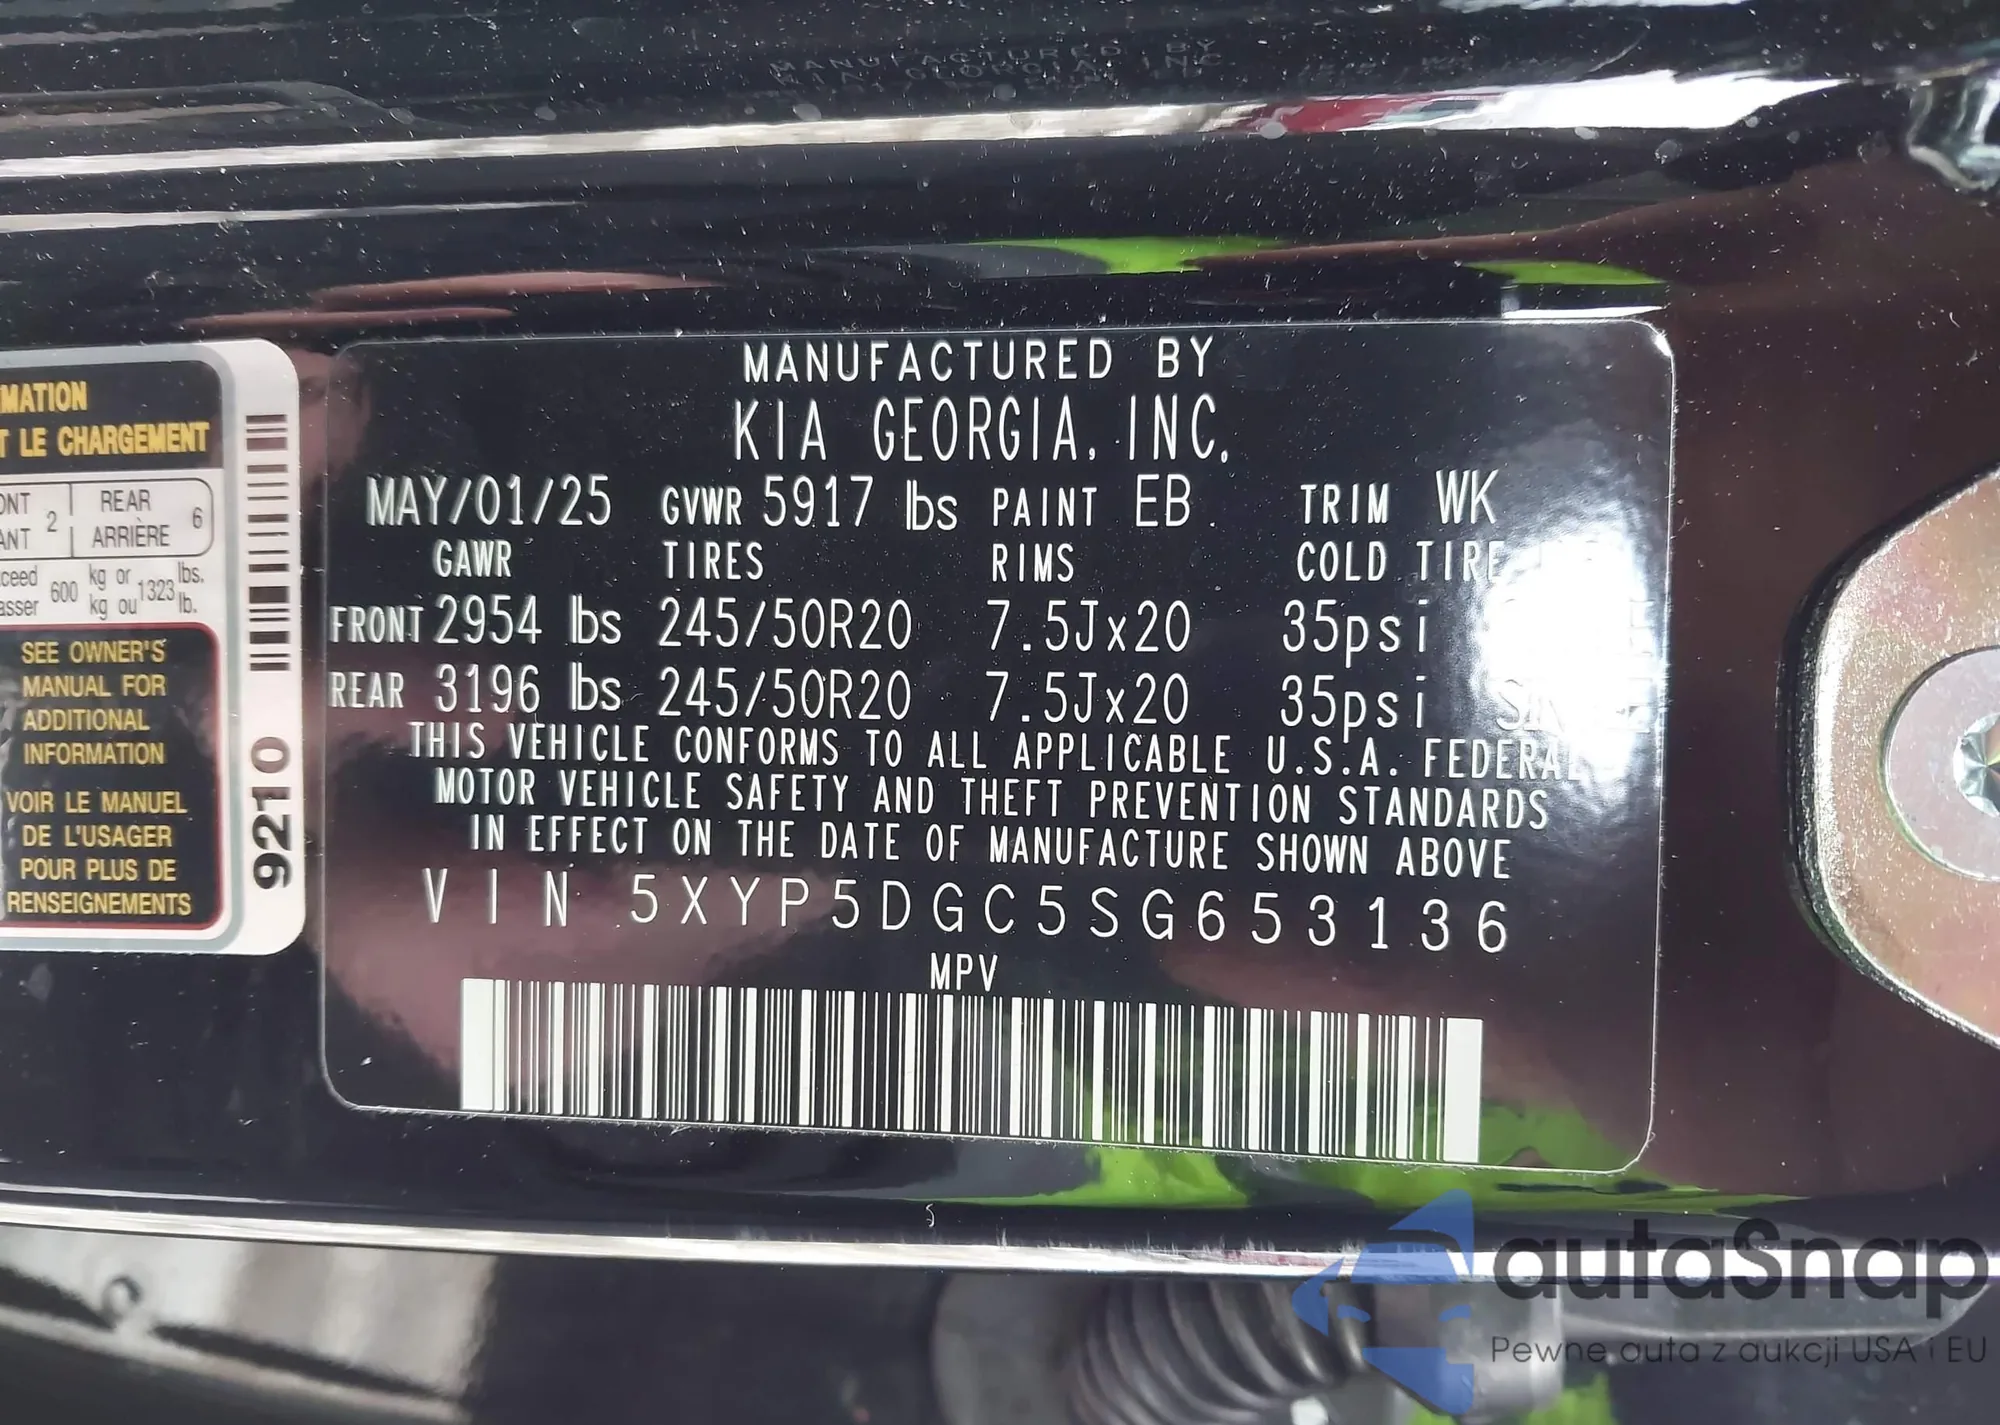 MANUFACTURED BY
KIA GEORGIA, INC.
MAY/01/25 GVWR 5917 lbs PAINT EB TRIM WK
GAWR TIRES RIMS COLD TIRE
FRONT 2954 lbs 245/50R20 7.5Jx20 35psi
REAR 3196 lbs 245/50R20 7.5Jx20 35psi
THIS VEHICLE CONFORMS TO ALL APPLICABLE U.S.A. FEDERAL
MOTOR VEHICLE SAFETY AND THEFT PREVENTION STANDARDS
IN EFFECT ON THE DATE OF MANUFACTURE SHOWN ABOVE
VIN 5XYP5DGC5SG653136
MPV
MATION
T LE CHARGEMENT
ONT 2 REAR 6
ANT ARRIÈRE
ceed 600 kg or 1323 lbs.
asser kg ou lb.
SEE OWNER'S
MANUAL FOR
ADDITIONAL
INFORMATION
VOIR LE MANUEL
DE L'USAGER
POUR PLUS DE
RENSEIGNEMENTS
9210
autaSnap
Pewne auta z aukcji USA i EU